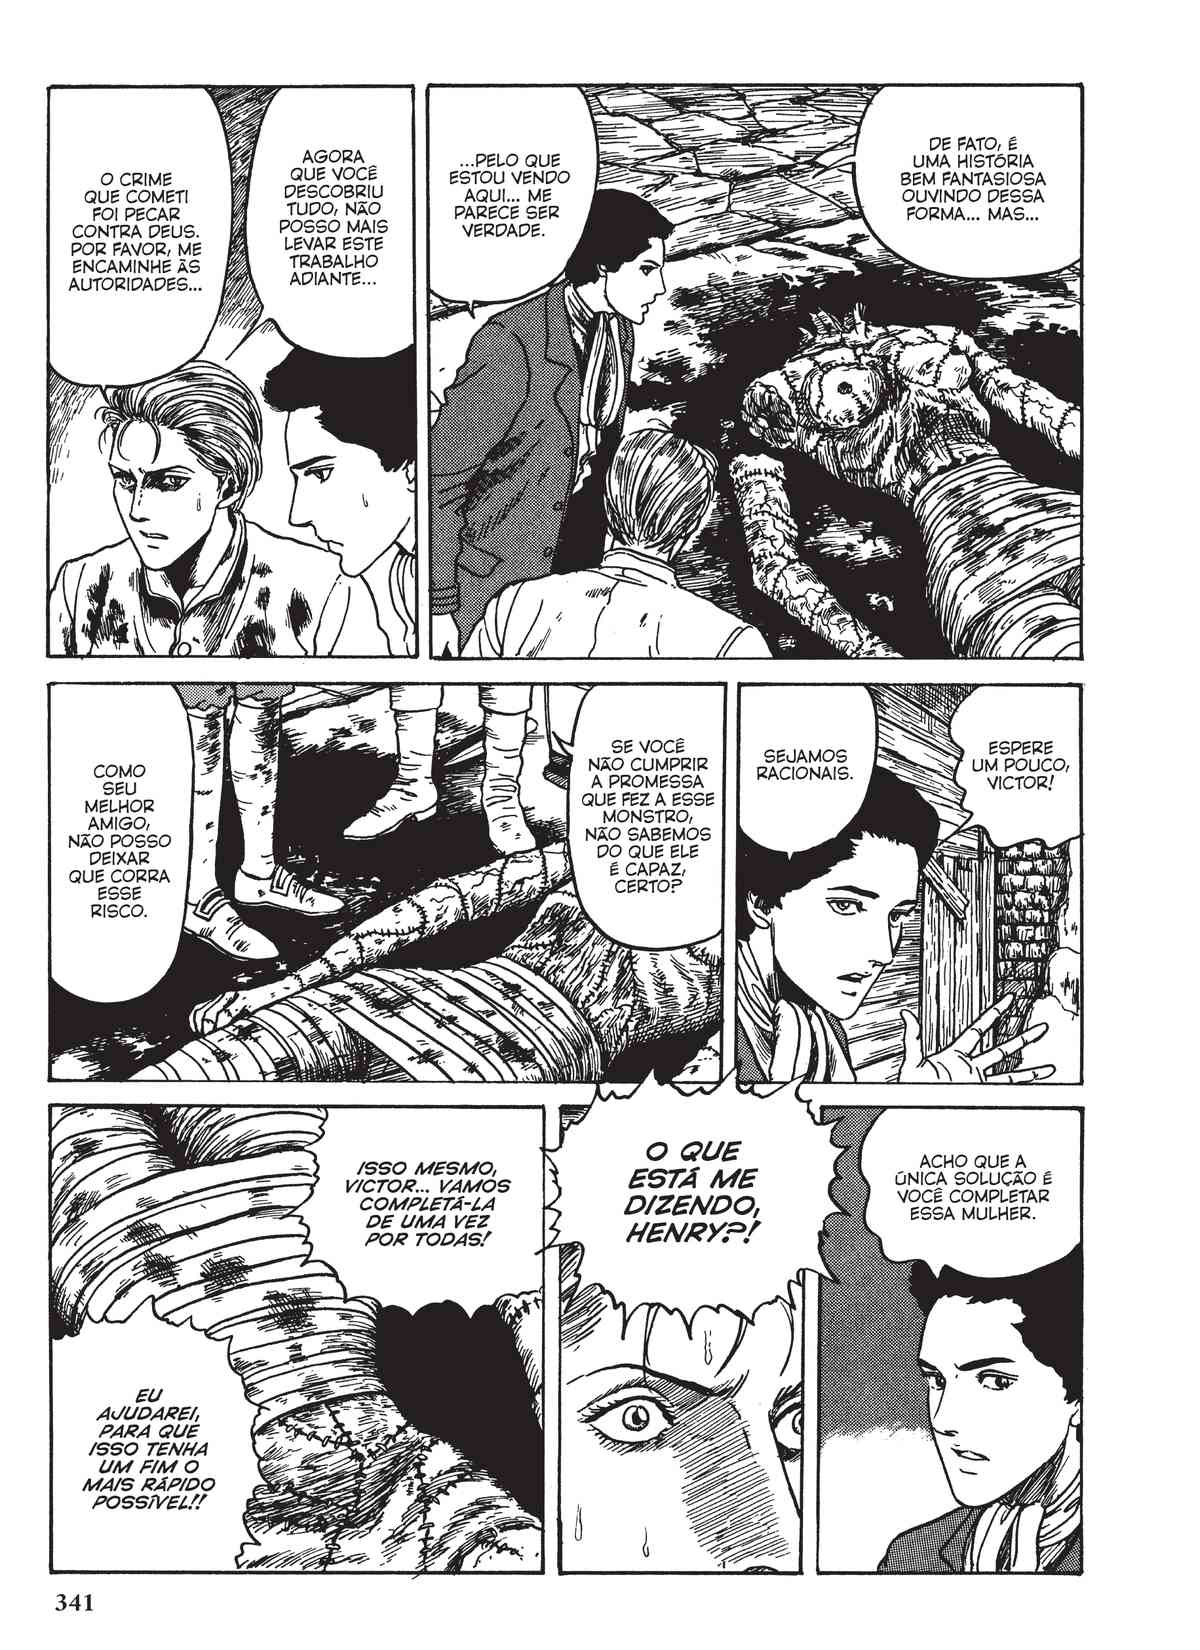 DE FATO, É
UMA HISTÓRIA
BEM FANTASIOSA
OUVINDO DESSA
FORMA... MAS...
...PELO QUE
ESTOU VENDO
AQUI... ME
PARECE SER
VERDADE.
AGORA
QUE VOCÊ
DESCOBRIU
TUDO, NÃO
POSSO MAIS
LEVAR ESTE
TRABALHO
ADIANTE...
O CRIME
QUE COMETI
FOI PECAR
CONTRA DEUS.
POR FAVOR, ME
ENCAMINHE ÀS
AUTORIDADES...
ESPERE
UM POUCO,
VICTOR!
SEJAMOS
RACIONAIS.
SE VOCÊ
NÃO CUMPRIR
A PROMESSA
QUE FEZ A ESSE
MONSTRO,
NÃO SABEMOS
DO QUE ELE
É CAPAZ,
CERTO?
COMO
SEU
MELHOR
AMIGO,
NÃO POSSO
DEIXAR
QUE CORRA
ESSE
RISCO.
ACHO QUE A
ÚNICA SOLUÇÃO É
VOCÊ COMPLETAR
ESSA MULHER.
O QUE
ESTÁ ME
DIZENDO,
HENRY?!
ISSO MESMO,
VICTOR... VAMOS
COMPLETÁ-LA
DE UMA VEZ
POR TODAS!
EU
AJUDAREI,
PARA QUE
ISSO TENHA
UM FIM O
MAIS RÁPIDO
POSSÍVEL!!
341